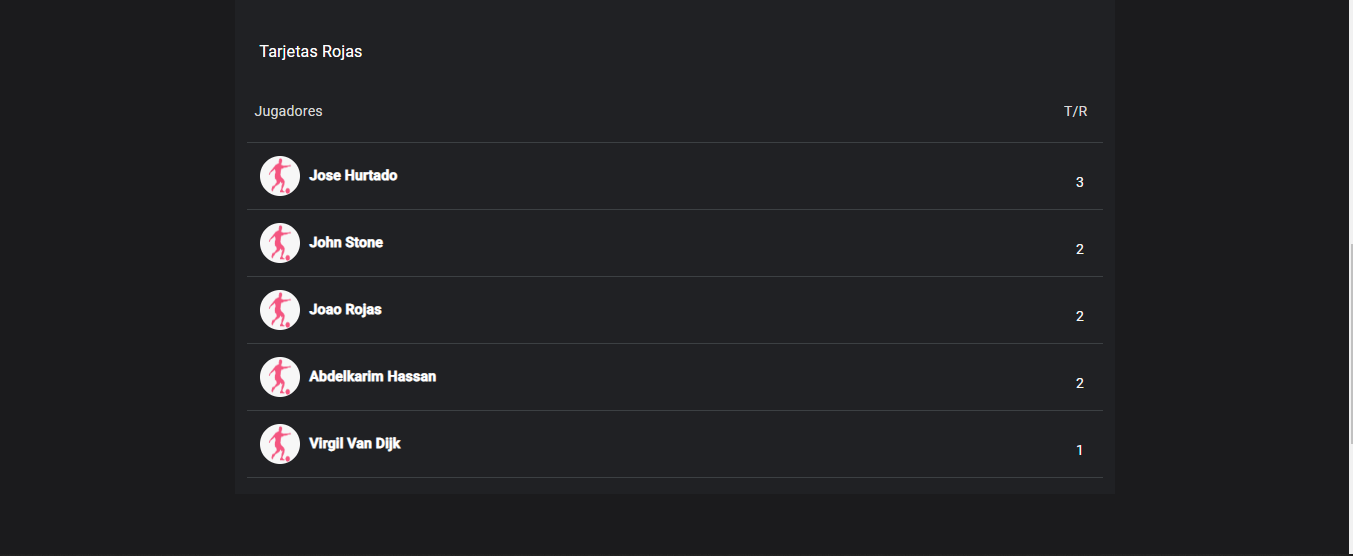 Tarjetas Rojas
Jugadores T/R
Jose Hurtado 3
John Stone 2
Joao Rojas 2
Abdelkarim Hassan 2
Virgil Van Dijk 1